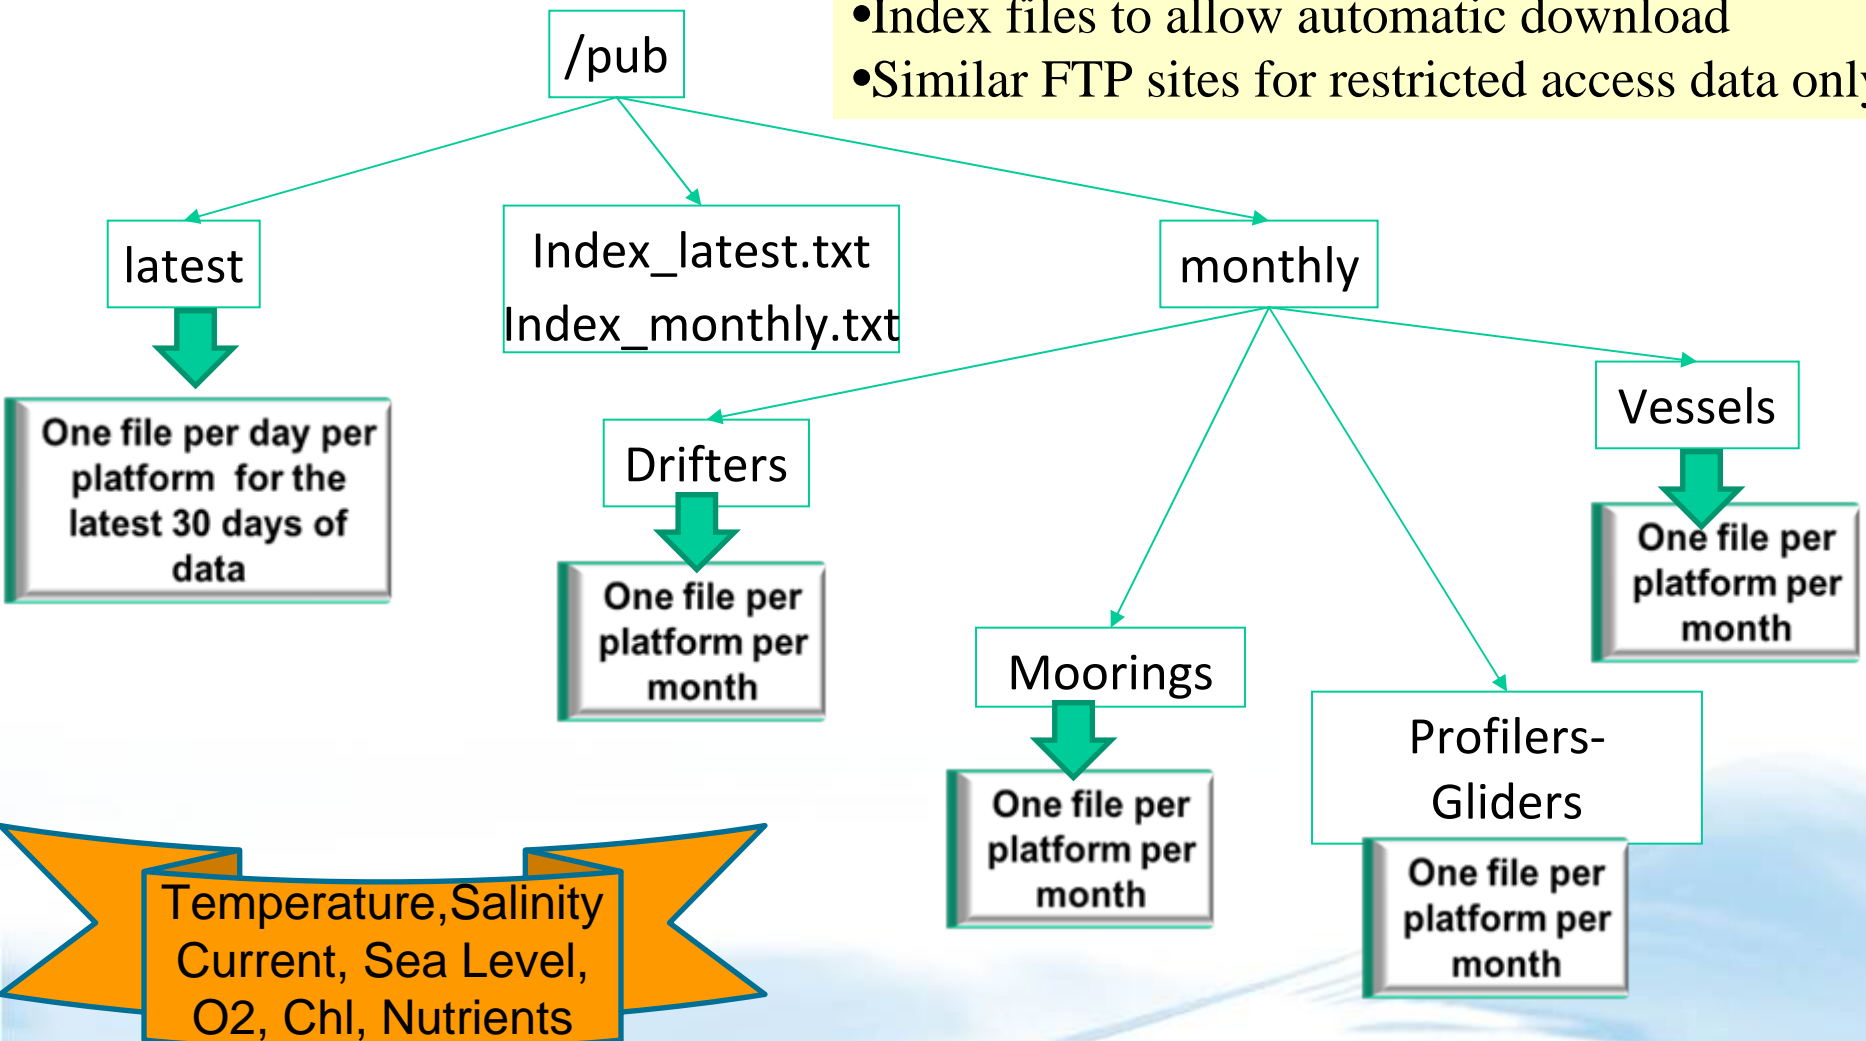 •Index files to allow automatic download
•Similar FTP sites for restricted access data only
/pub
latest
Index_latest.txt
Index_monthly.txt
monthly
One file per day per
platform for the
latest 30 days of
data
Drifters
One file per
platform per
month
Vessels
One file per
platform per
month
Moorings
One file per
platform per
month
Profilers-
Gliders
One file per
platform per
month
Temperature,Salinity
Current, Sea Level,
O2, Chl, Nutrients